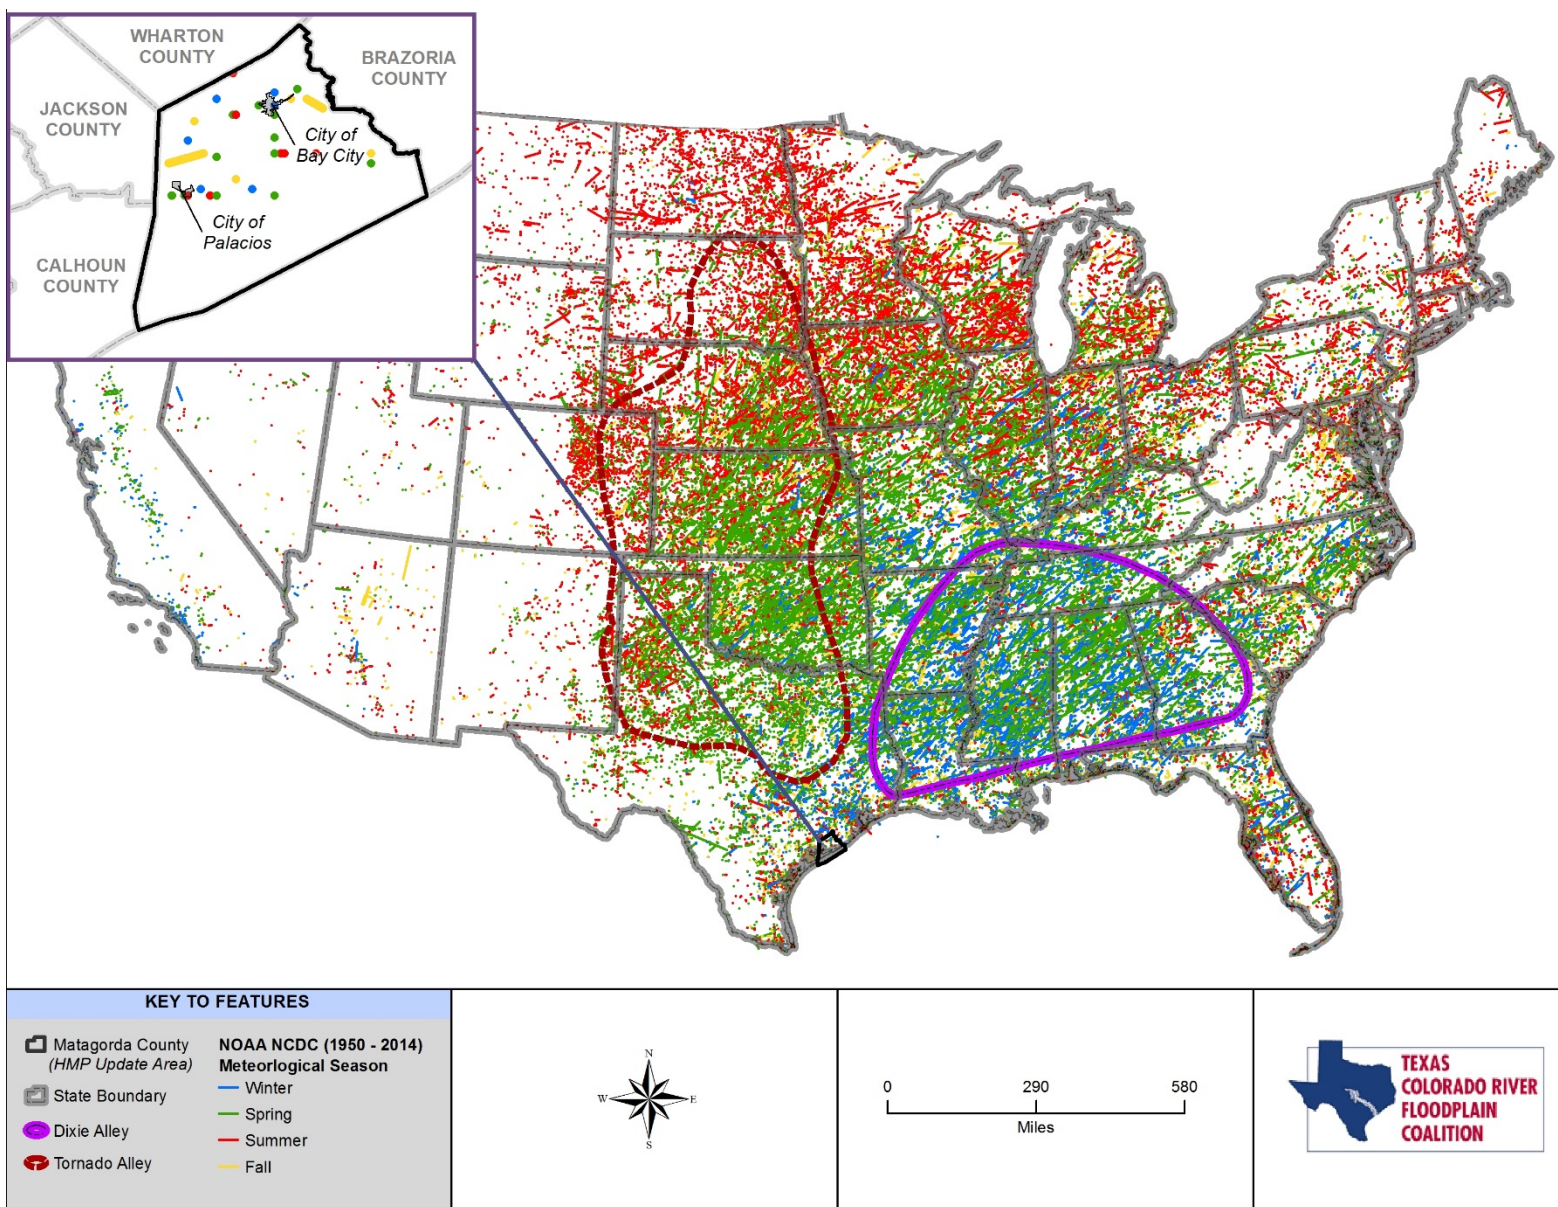 WHARTON
COUNTY
BRAZORIA
COUNTY
JACKSON
COUNTY
City of
Bay City
City of
Palacios
CALHOUN
COUNTY
KEY TO FEATURES
Matagorda County
(HMP Update Area)
State Boundary
Dixie Alley
Tornado Alley
NOAA NCDC (1950 - 2014)
Meteorlogical Season
Winter
Spring
Summer
Fall
N
W E
S
0 290 580
Miles
TEXAS
COLORADO RIVER
FLOODPLAIN
COALITION